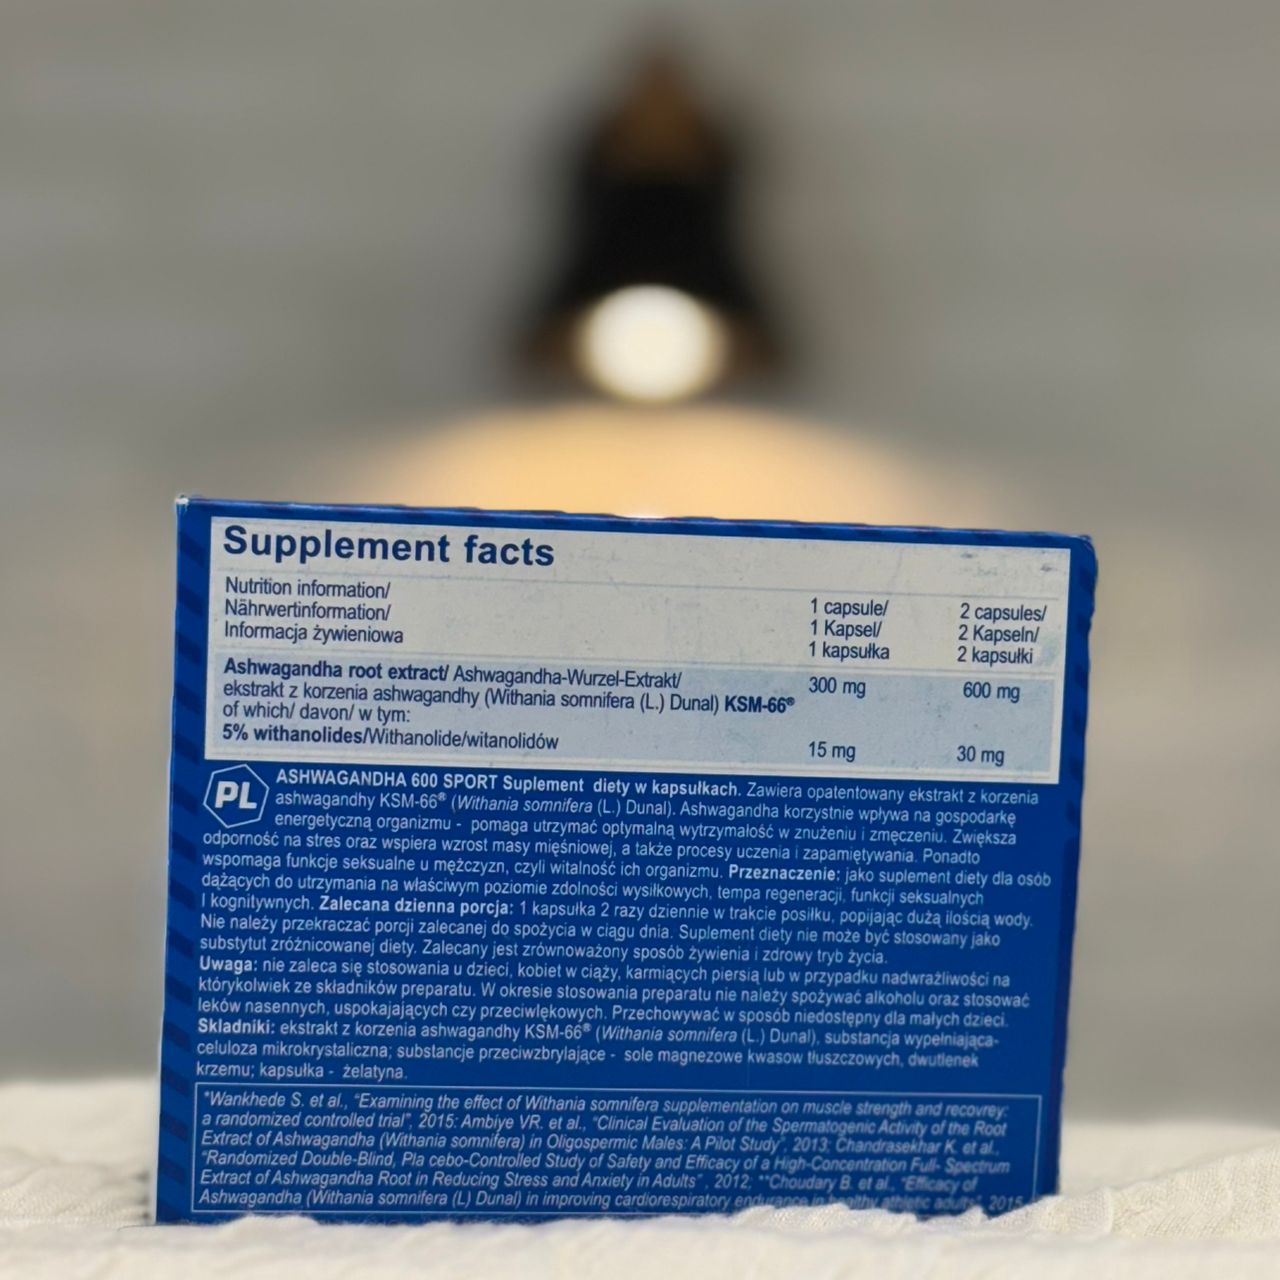 Supplement facts
Nutrition information/
Nährwertinformation/
Informacja żywieniowa
1 capsule/
1 Kapsel/
1 kapsułka
2 capsules/
2 Kapseln/
2 kapsułki
Ashwagandha root extract/ Ashwagandha-Wurzel-Extrakt/
ekstrakt z korzenia ashwagandhy (Withania somnifera (L.) Dunal) KSM-66®
300 mg
600 mg
of which/ davon/ w tym:
5% withanolides/Withanolide/witanolidów
15 mg
30 mg
PL
ASHWAGANDHA 600 SPORT Suplement diety w kapsułkach. Zawiera opatentowany ekstrakt z korzenia
ashwagandhy KSM-66® (Withania somnifera (L.) Dunal). Ashwagandha korzystnie wpływa na gospodarkę
energetyczną organizmu - pomaga utrzymać optymalną wytrzymałość w znużeniu i zmęczeniu. Zwiększa
odporność na stres oraz wspiera wzrost masy mięśniowej, a także procesy uczenia i zapamiętywania. Ponadto
wspomaga funkcje seksualne u mężczyzn, czyli witalność ich organizmu. Przeznaczenie: jako suplement diety dla osób
dążących do utrzymania na właściwym poziomie zdolności wysiłkowych, tempa regeneracji, funkcji seksualnych
I kognitywnych. Zalecana dzienna porcja: 1 kapsułka 2 razy dziennie w trakcie posiłku, popijając dużą ilością wody.
Nie należy przekraczać porcji zalecanej do spożycia w ciągu dnia. Suplement diety nie może być stosowany jako
substytut zróżnicowanej diety. Zalecany jest zrównoważony sposób żywienia i zdrowy tryb życia.
Uwaga: nie zaleca się stosowania u dzieci, kobiet w ciąży, karmiących piersią lub w przypadku nadwrażliwości na
którykolwiek ze składników preparatu. W okresie stosowania preparatu nie należy spożywać alkoholu oraz stosować
leków nasennych, uspokajających czy przeciwlękowych. Przechowywać w sposób niedostępny dla małych dzieci.
Składniki: ekstrakt z korzenia ashwagandhy KSM-66® (Withania somnifera (L.) Dunal), substancja wypełniająca-
celuloza mikrokrystaliczna; substancje przeciwzbrylające - sole magnezowe kwasow tłuszczowych, dwutlenek
krzemu; kapsułka - żelatyna.
*Wankhede S. et al., "Examining the effect of Withania somnifera supplementation on muscle strength and recovrey:
a randomized controlled trial", 2015: Ambiye VR. et al., "Clinical Evaluation of the Spermatogenic Activity of the Root
Extract of Ashwagandha (Withania somnifera) in Oligospermic Males: A Pilot Study", 2013; Chandrasekhar K. et al.,
"Randomized Double-Blind, Pla cebo-Controlled Study of Safety and Efficacy of a High-Concentration Full- Spectrum
Extract of Ashwagandha Root in Reducing Stress and Anxiety in Adults", 2012; **Choudary B. et al., "Efficacy of
Ashwagandha (Withania somnifera (L) Dunal) in improving cardiorespiratory endurance in healthy athletic adults", 2015